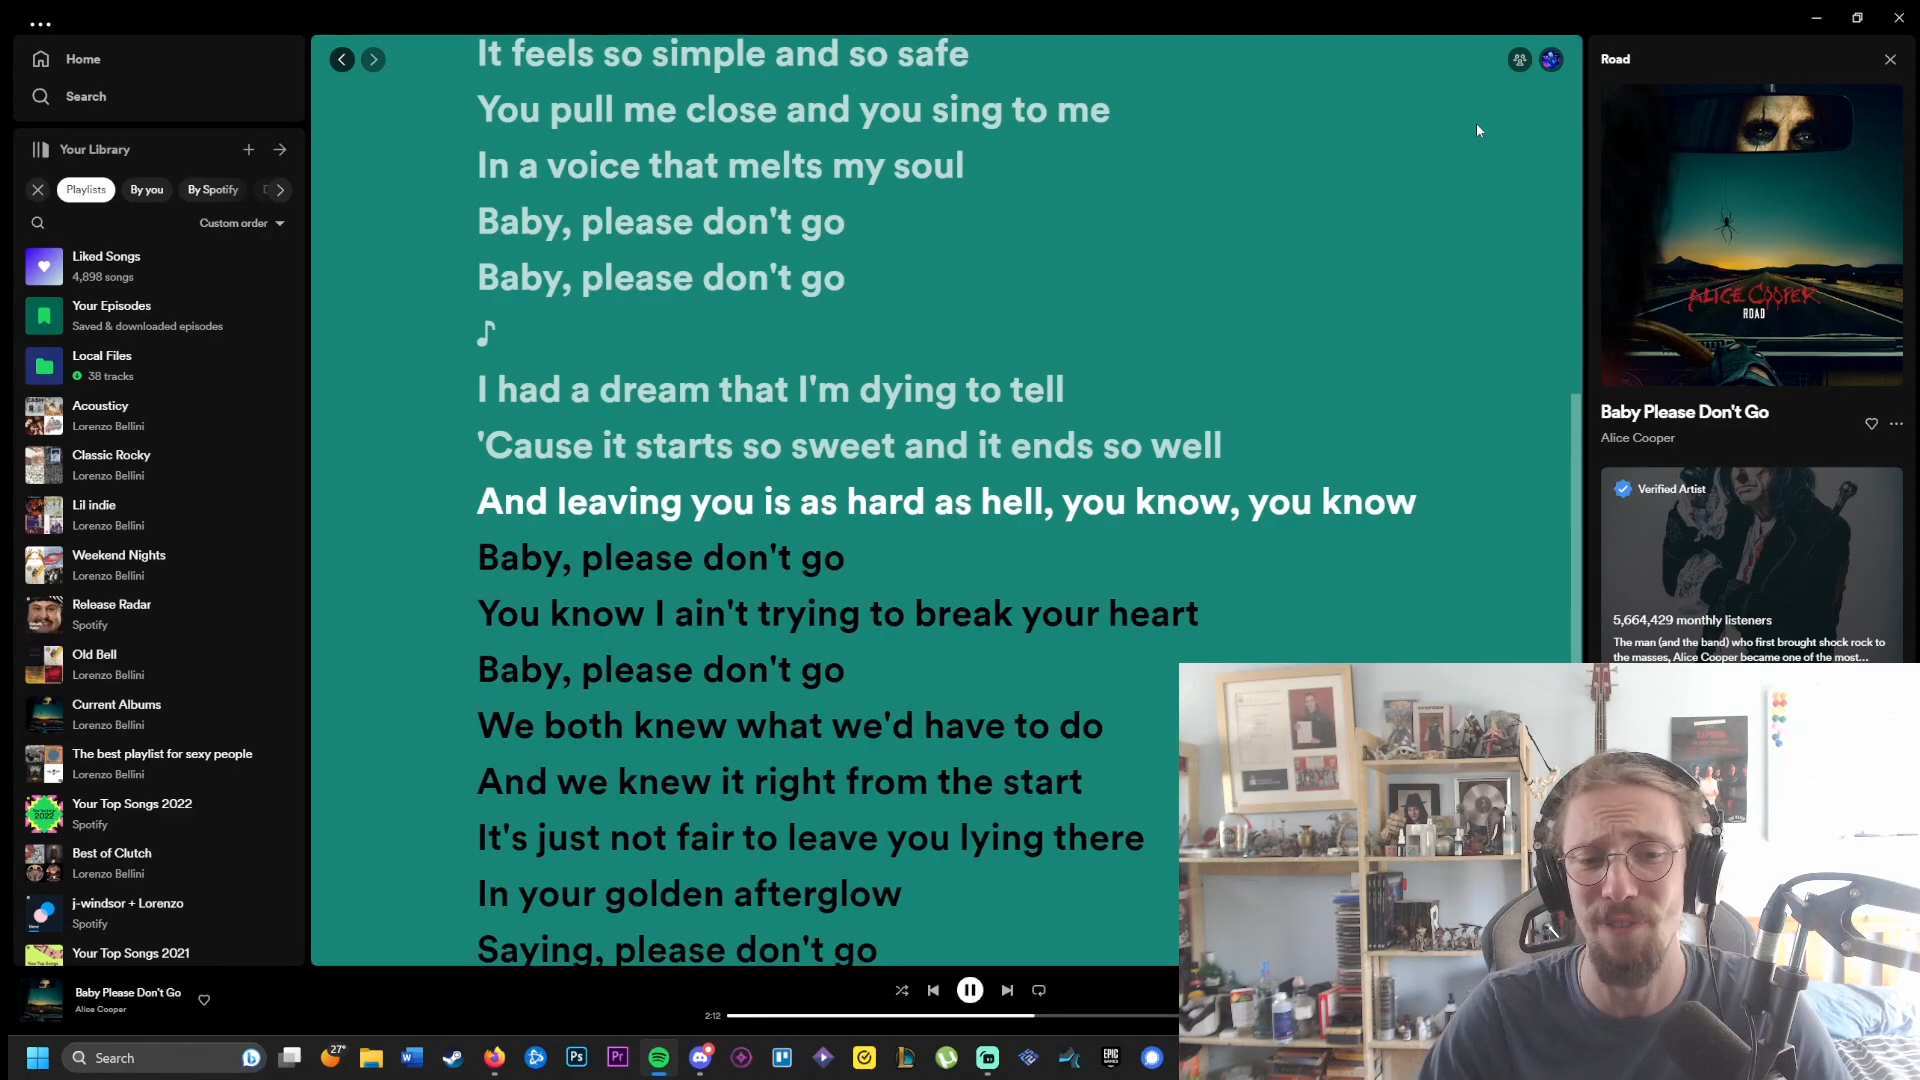 Home
Search
Your Library
Playlists
By you
By Spotify
Custom order
Liked Songs
4,898 songs
Your Episodes
Saved & downloaded episodes
Local Files
38 tracks
Acousticy
Lorenzo Bellini
Classic Rocky
Lorenzo Bellini
Lil indie
Lorenzo Bellini
Weekend Nights
Lorenzo Bellini
Release Radar
Spotify
Old Bell
Lorenzo Bellini
Current Albums
Lorenzo Bellini
The best playlist for sexy people
Lorenzo Bellini
Your Top Songs 2022
Spotify
Best of Clutch
Lorenzo Bellini
j-windsor + Lorenzo
Spotify
Your Top Songs 2021
It feels so simple and so safe
You pull me close and you sing to me
In a voice that melts my soul
Baby, please don't go
Baby, please don't go
♪
I had a dream that I'm dying to tell
'Cause it starts so sweet and it ends so well
And leaving you is as hard as hell, you know, you know
Baby, please don't go
You know I ain't trying to break your heart
Baby, please don't go
We both knew what we'd have to do
And we knew it right from the start
It's just not fair to leave you lying there
In your golden afterglow
Saying, please don't go
Road
ALICE COOPER
ROAD
Baby Please Don't Go
Alice Cooper
Verified Artist
5,664,429 monthly listeners
The man (and the band) who first brought shock rock to
the masses, Alice Cooper became one of the most...
Baby Please Don't Go
Alice Cooper
2:12
Search
27°
W
Ps
Pr
EPIC
GAMES